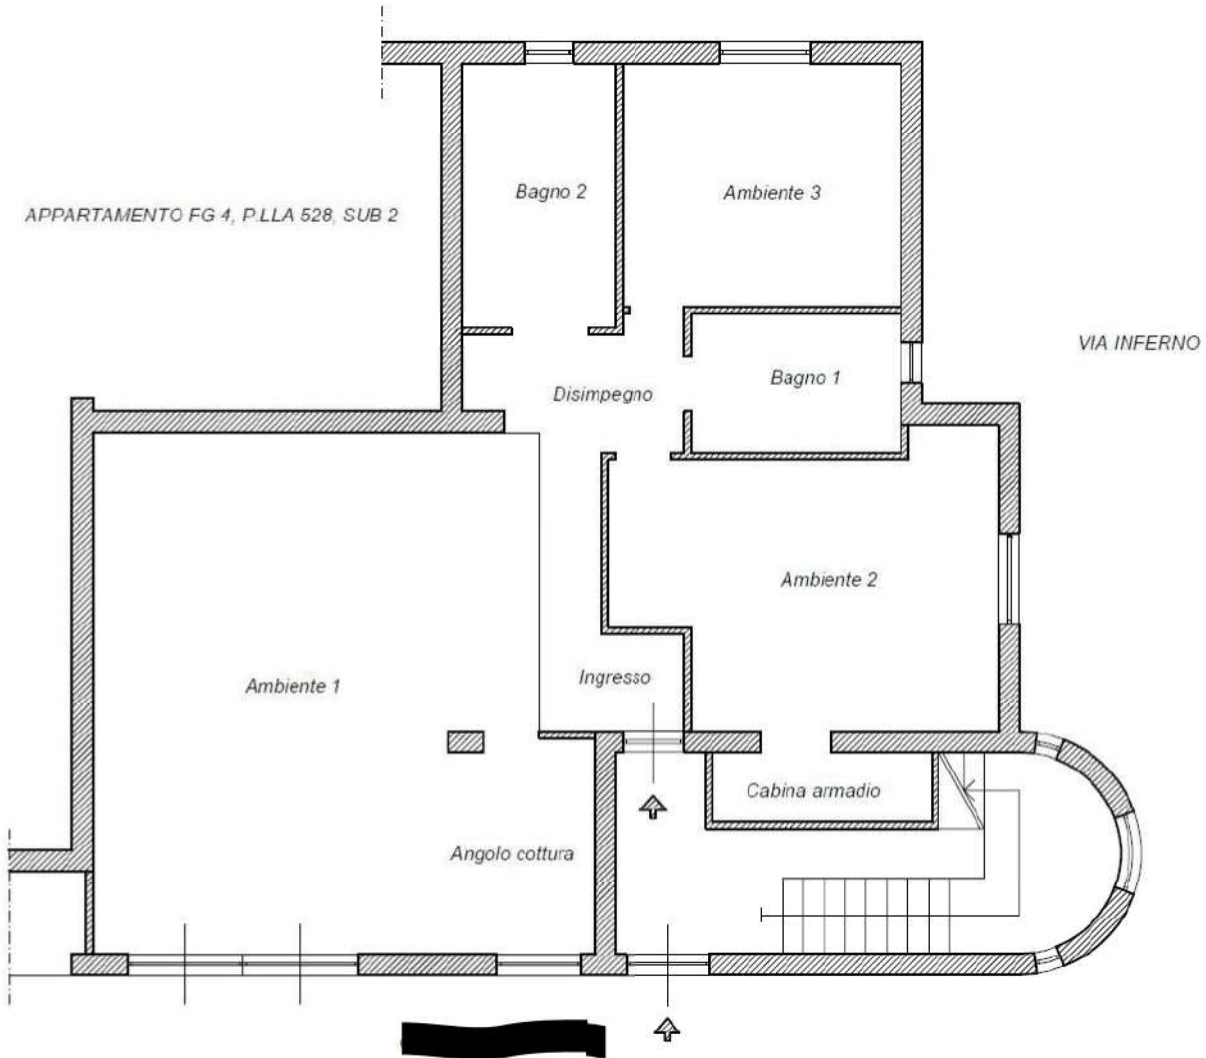 Bagno 2
Ambiente 3
APPARTAMENTO FG 4, P.LLA 528, SUB 2
VIA INFERNO
Bagno 1
Disimpegno
Ambiente 2
Ingresso
Ambiente 1
Cabina armadio
Angolo cottura